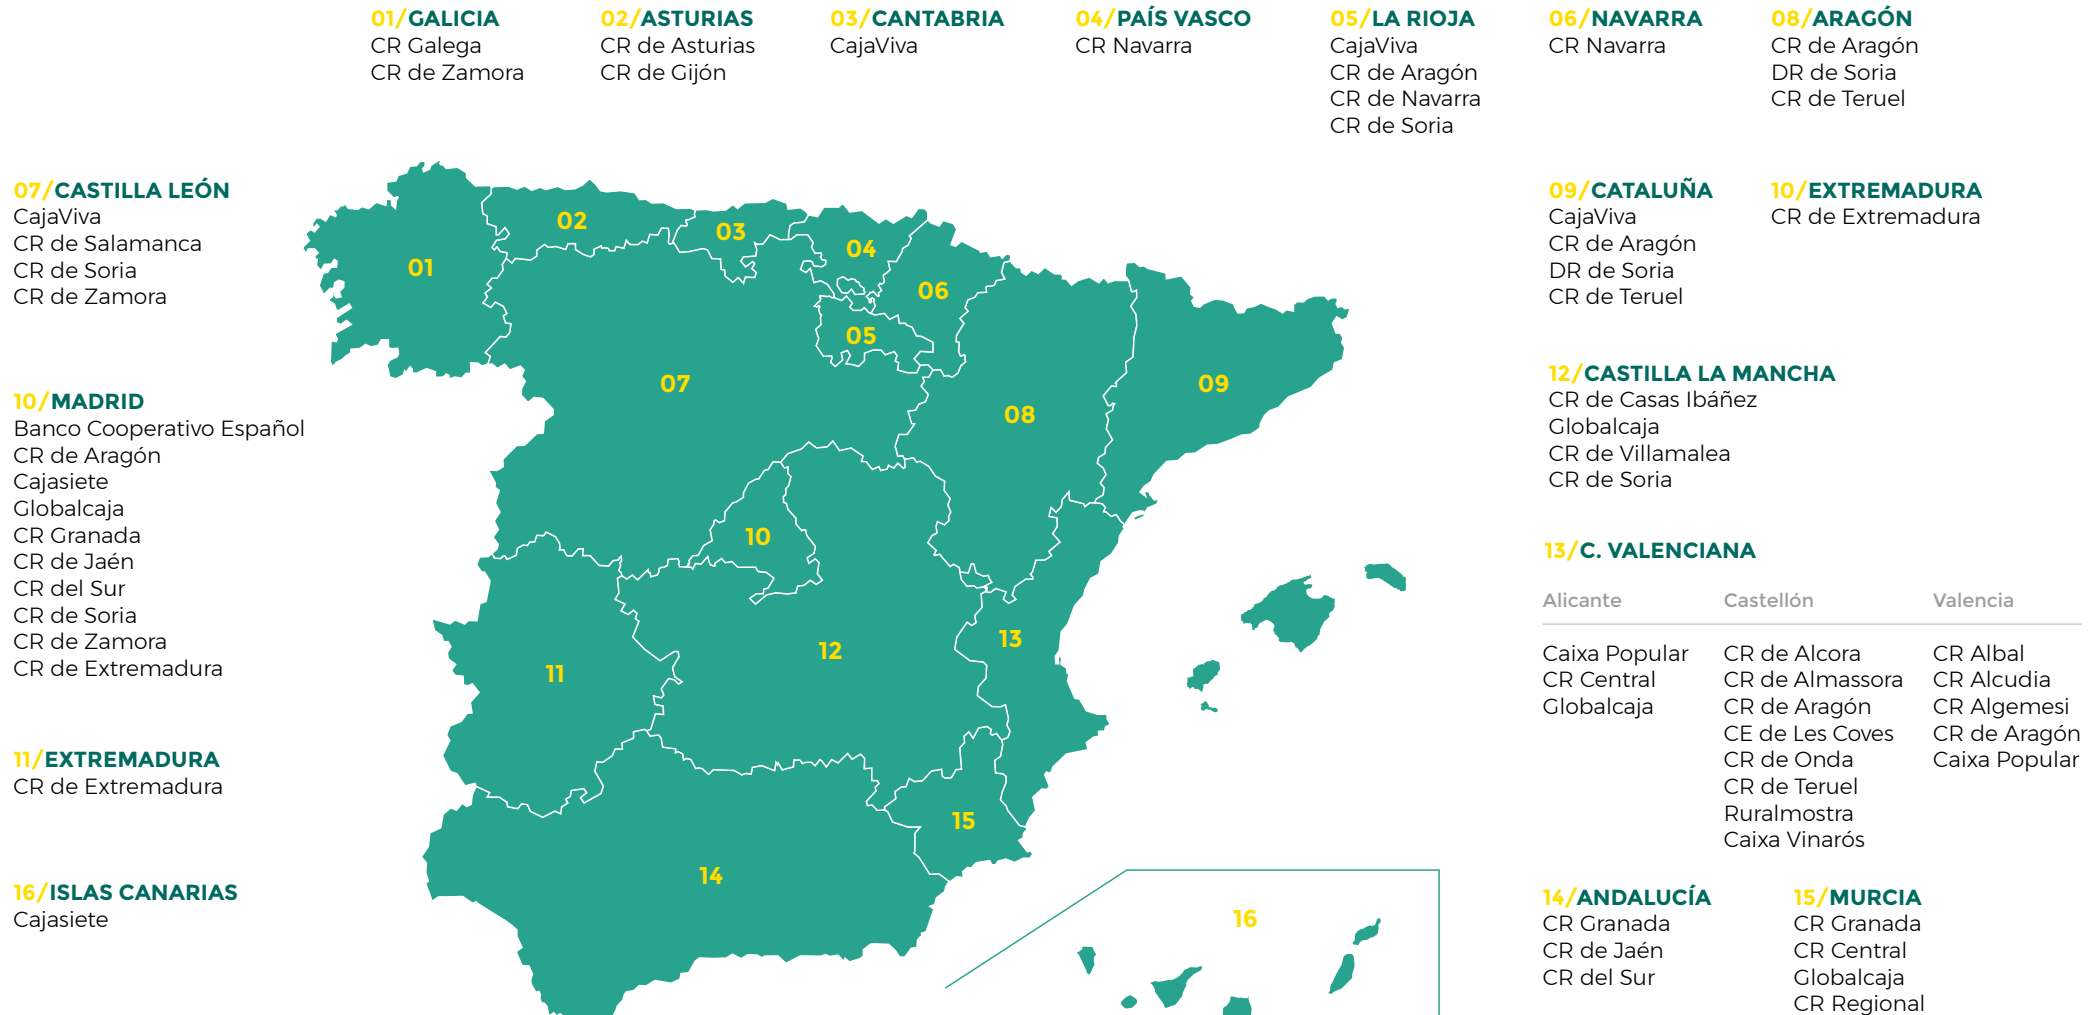 01/GALICIA
CR Galega
CR de Zamora
02/ASTURIAS
CR de Asturias
CR de Gijón
03/CANTABRIA
CajaViva
04/PAÍS VASCO
CR Navarra
05/LA RIOJA
CajaViva
CR de Aragón
CR de Navarra
CR de Soria
06/NAVARRA
CR Navarra
08/ARAGÓN
CR de Aragón
DR de Soria
CR de Teruel
07/CASTILLA LEÓN
CajaViva
CR de Salamanca
CR de Soria
CR de Zamora
09/CATALUÑA
CajaViva
CR de Aragón
DR de Soria
CR de Teruel
10/EXTREMADURA
CR de Extremadura
10/MADRID
Banco Cooperativo Español
CR de Aragón
Cajasiete
Globalcaja
CR Granada
CR de Jaén
CR del Sur
CR de Soria
CR de Zamora
CR de Extremadura
12/CASTILLA LA MANCHA
CR de Casas Ibáñez
Globalcaja
CR de Villamalea
CR de Soria
13/C. VALENCIANA
Alicante
Caixa Popular
CR Central
Globalcaja
Castellón
CR de Alcora
CR de Almassora
CR de Aragón
CE de Les Coves
CR de Onda
CR de Teruel
Ruralmostra
Caixa Vinarós
Valencia
CR Albal
CR Alcudia
CR Algemesi
CR de Aragón
Caixa Popular
11/EXTREMADURA
CR de Extremadura
16/ISLAS CANARIAS
Cajasiete
14/ANDALUCÍA
CR Granada
CR de Jaén
CR del Sur
15/MURCIA
CR Granada
CR Central
Globalcaja
CR Regional
01
02
03
04
06
05
07
08
09
10
11
12
13
14
15
16